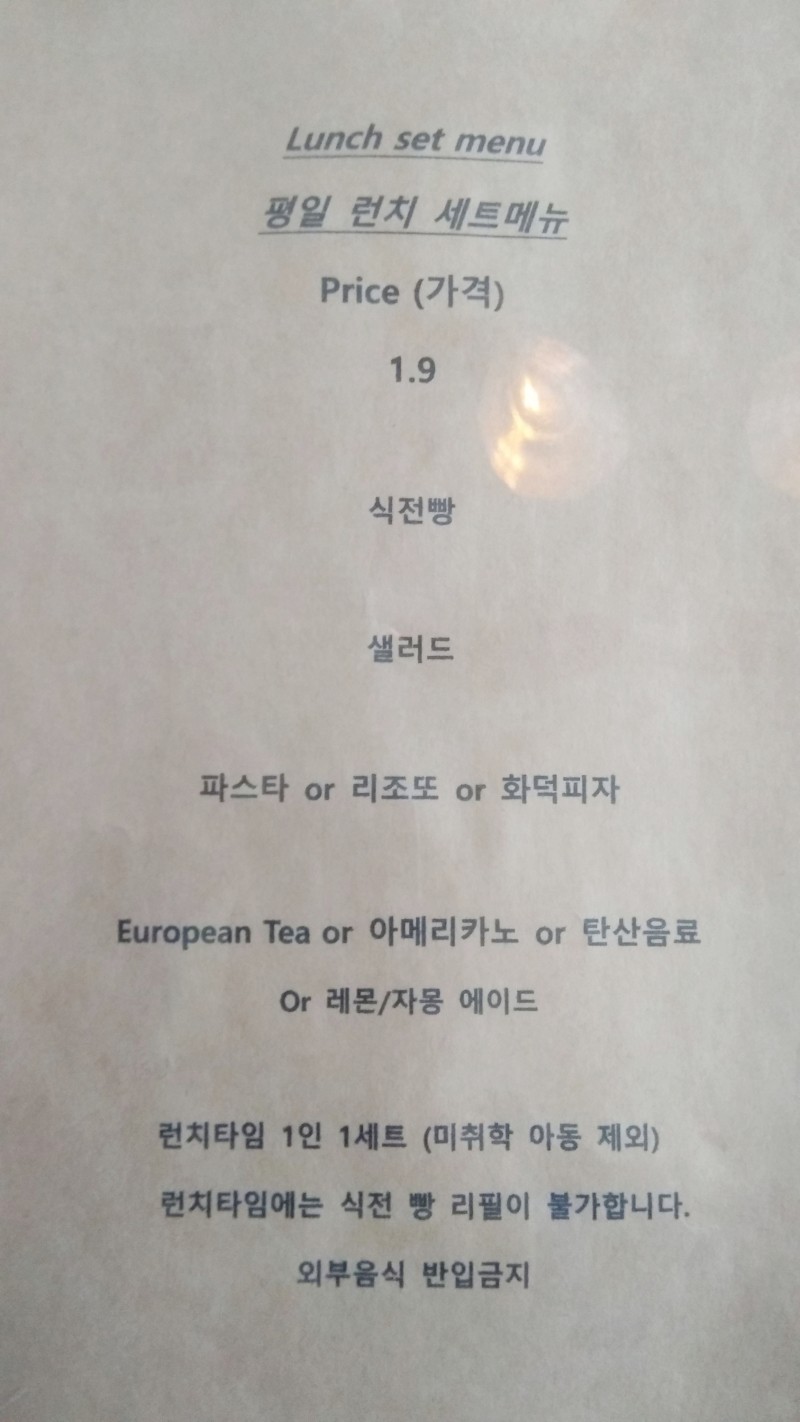 Lunch set menu
평일 런치 세트메뉴
Price (가격)
1.9
식전빵
샐러드
파스타 or 리조또 or 화덕피자
European Tea or 아메리카노 or 탄산음료
Or 레몬/자몽 에이드
런치타임 1인 1세트 (미취학 아동 제외)
런치타임에는 식전 빵 리필이 불가합니다.
외부음식 반입금지